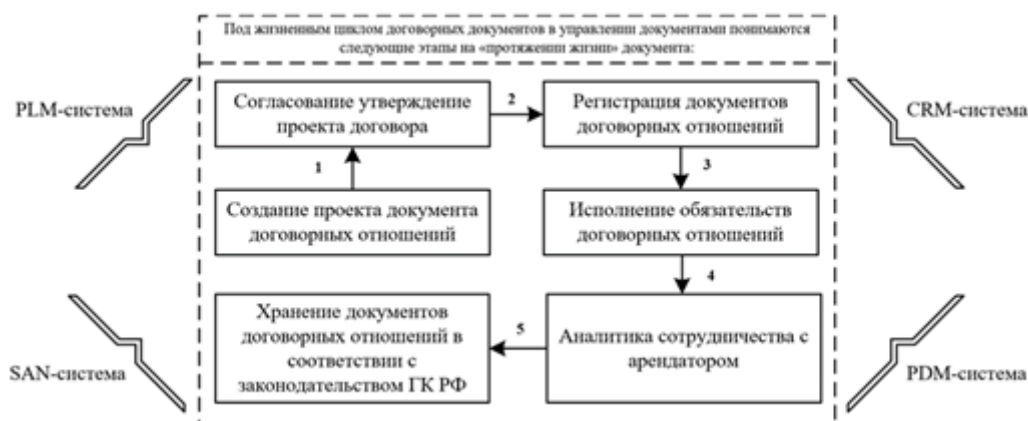 Под жизненным циклом договорных документов в управлении документами понимаются
следующие этапы на «протяжении жизни» документа:
PLM-система
CRM-система
Согласование утверждение
проекта договора
2
Регистрация документов
договорных отношений
1
3
Создание проекта документа
договорных отношений
Исполнение обязательств
договорных отношений
4
Хранение документов
договорных отношений в
соответствии с
законодательством ГК РФ
5
Аналитика сотрудничества с
арендатором
SAN-система
PDM-система